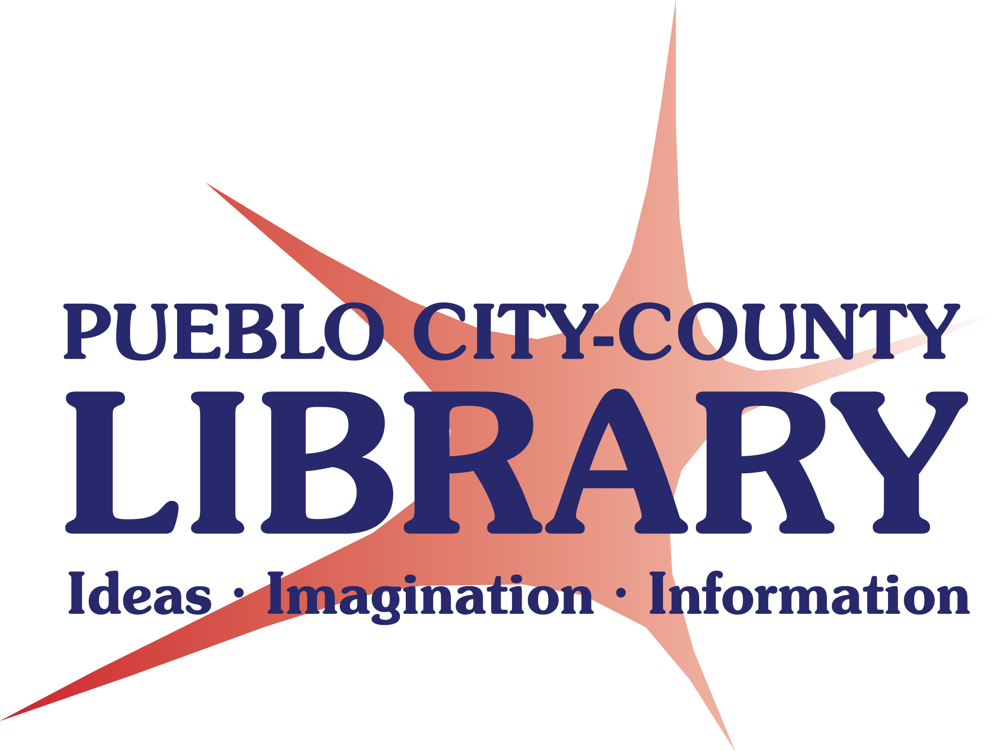 PUEBLO CITY-COUNTY
LIBRARY
Ideas · Imagination · Information